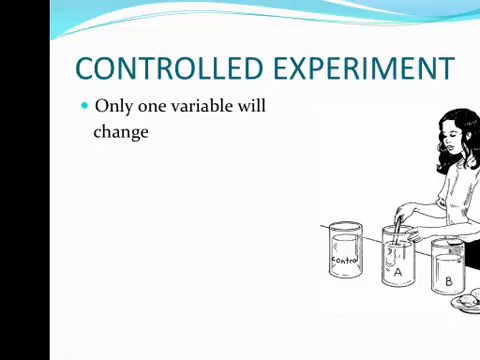 CONTROLLED EXPERIMENT
Only one variable will
change
control
A
B